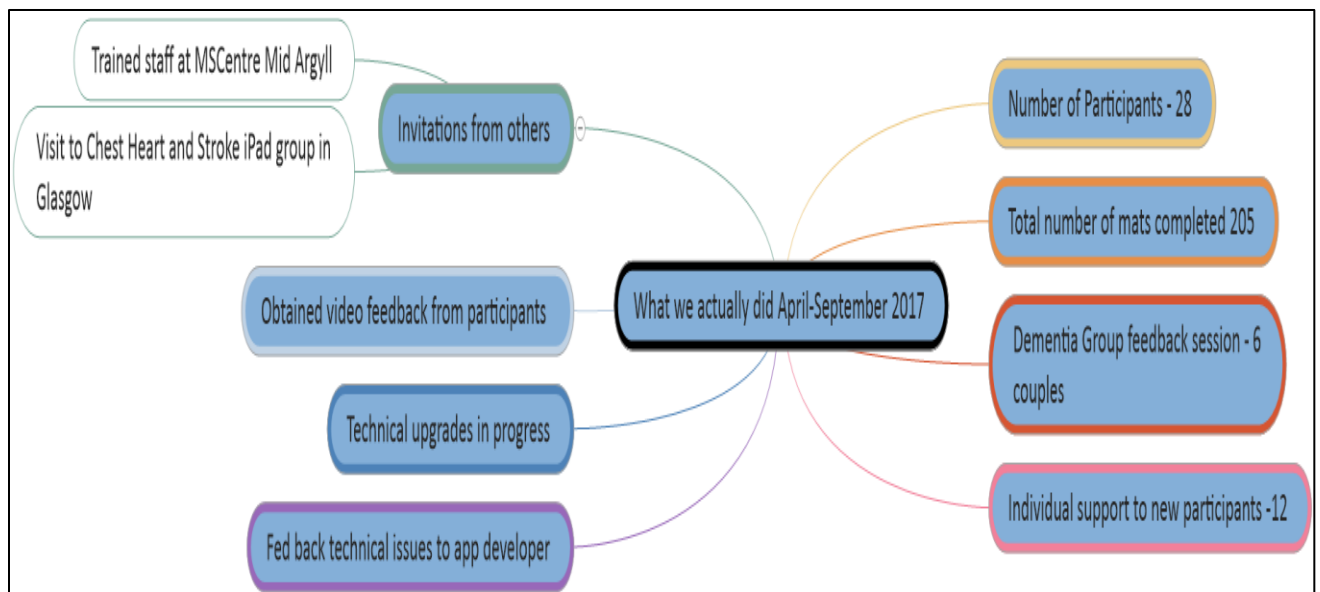 Trained staff at MSCentre Mid Argyll
Invitations from others
Visit to Chest Heart and Stroke iPad group in
Glasgow
Obtained video feedback from participants
Technical upgrades in progress
Fed back technical issues to app developer
What we actually did April-September 2017
Number of Participants - 28
Total number of mats completed 205
Dementia Group feedback session - 6
couples
Individual support to new participants -12